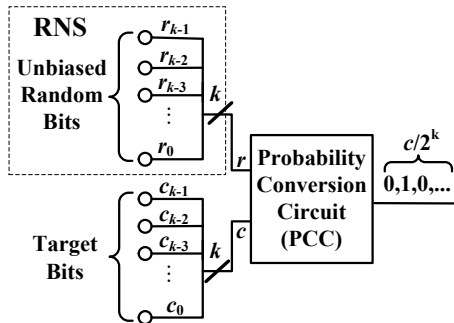 RNS
Unbiased
Random
Bits
r_{k-1}
r_{k-2}
r_{k-3}
⋮
r_0
k
r
Target
Bits
c_{k-1}
c_{k-2}
c_{k-3}
⋮
c_0
k
c
Probability
Conversion
Circuit
(PCC)
c/2^k
0,1,0,...